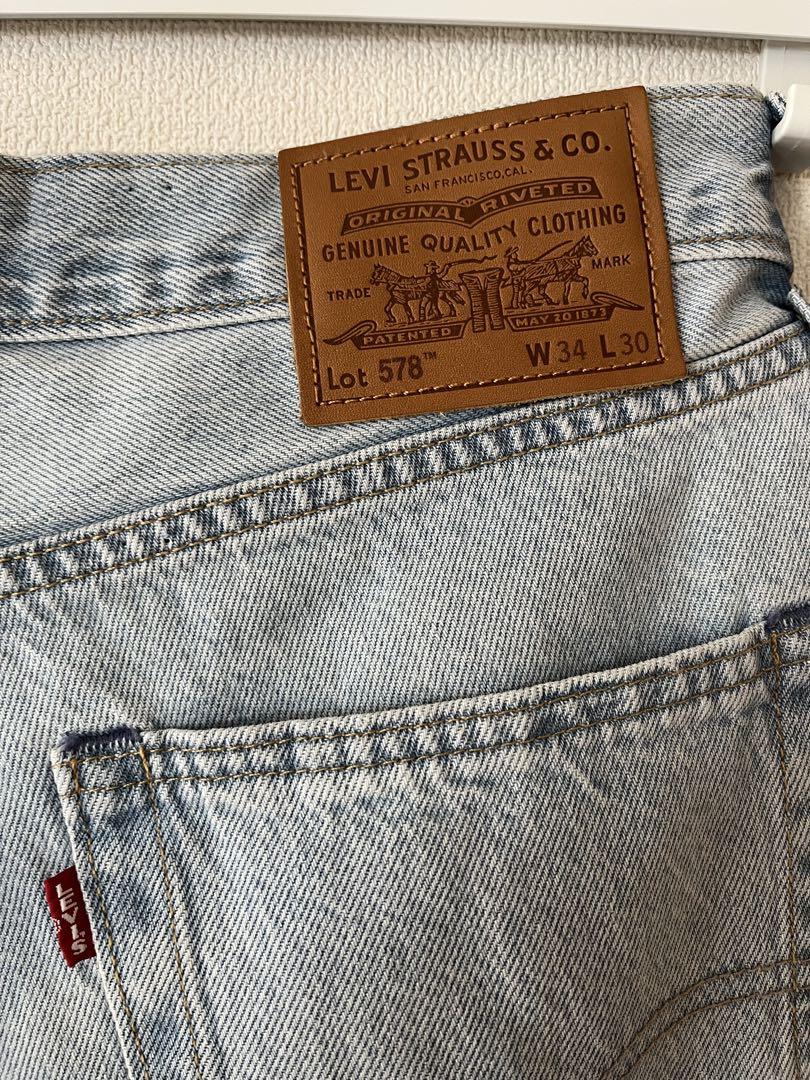 LEVI STRAUSS & CO.
SAN FRANCISCO, CAL.
ORIGINAL RIVETED
GENUINE QUALITY CLOTHING
TRADE MARK
PATENTED MAY 20 1873
Lot 578™ W34 L30
LEVI'S